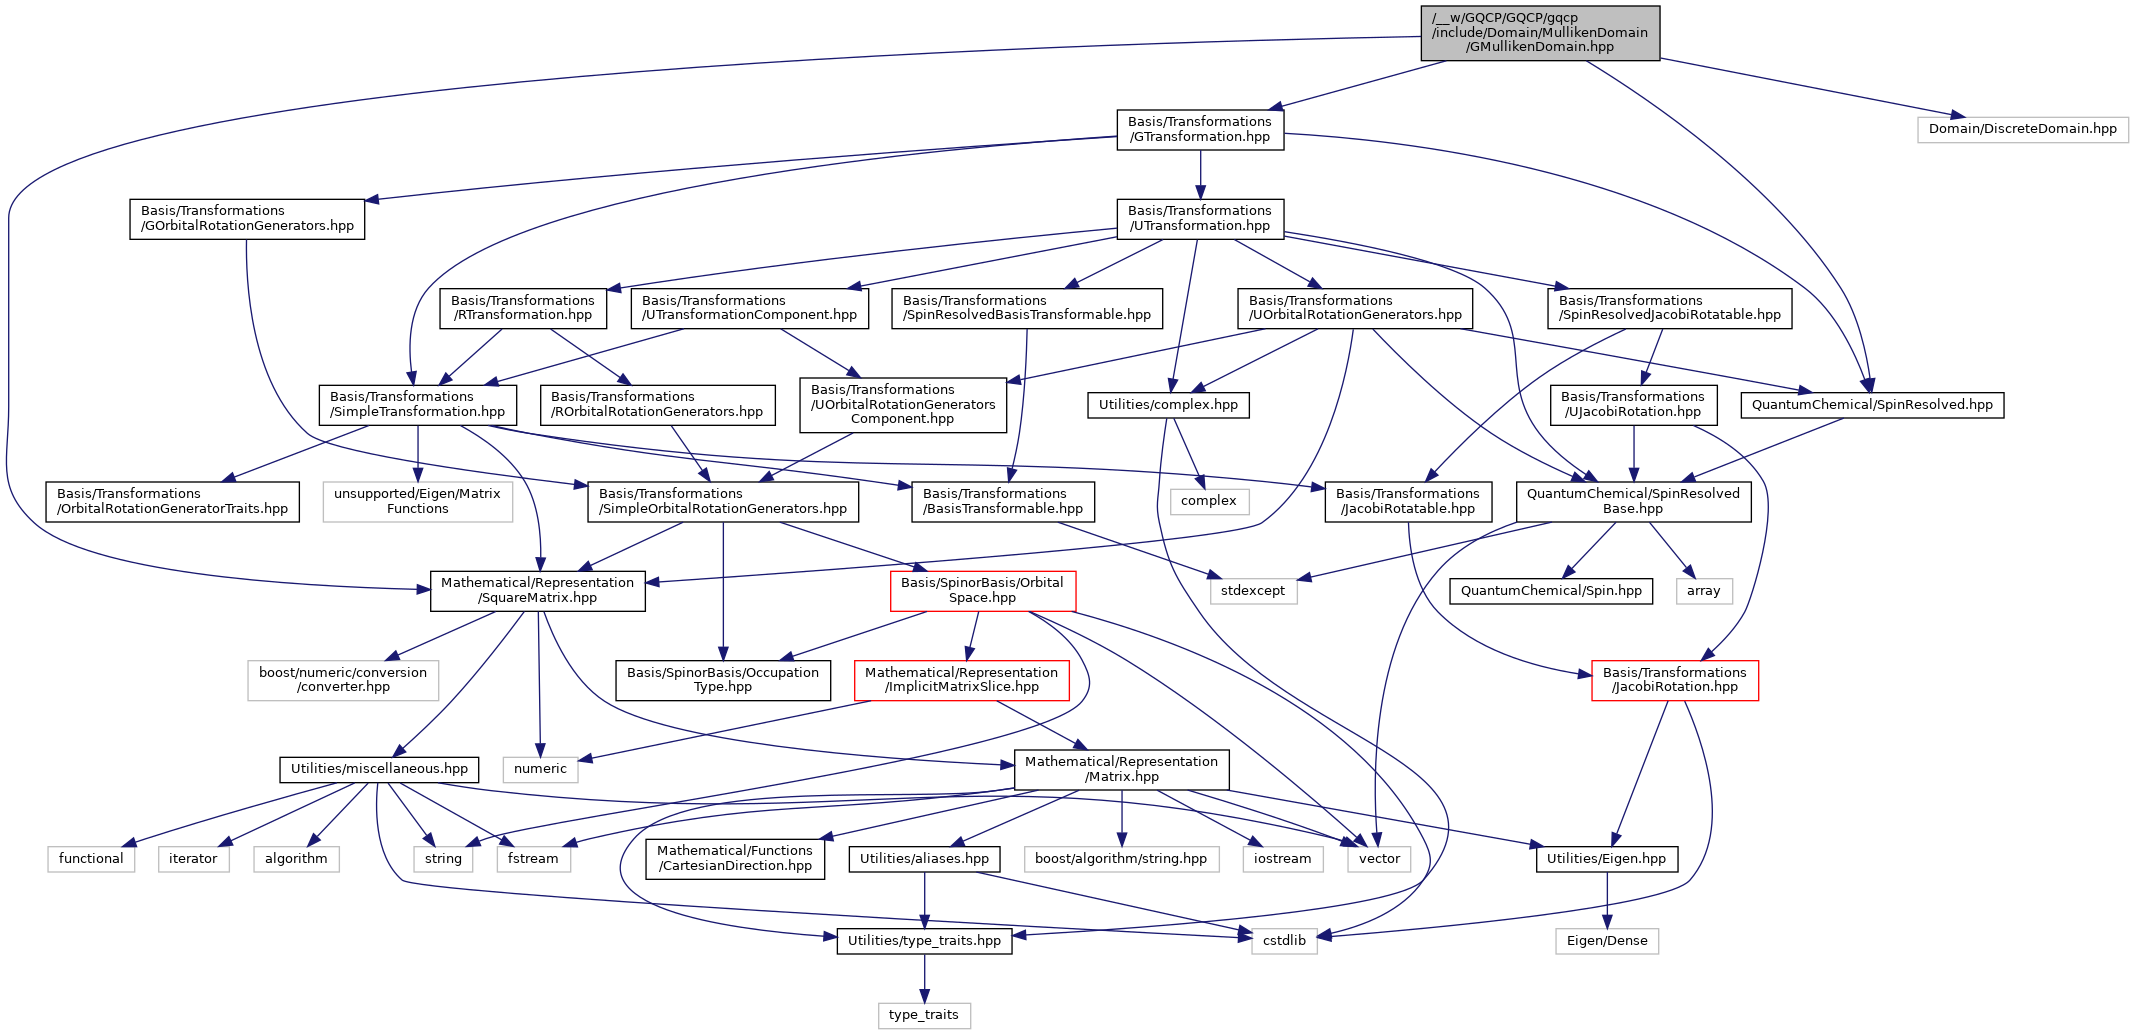 /__w/GQCP/GQCP/gqcp
/include/Domain/MullikenDomain
/GMullikenDomain.hpp
Basis/Transformations
/GTransformation.hpp
Domain/DiscreteDomain.hpp
Basis/Transformations
/GOrbitalRotationGenerators.hpp
Basis/Transformations
/UTransformation.hpp
Basis/Transformations
/RTransformation.hpp
Basis/Transformations
/UTransformationComponent.hpp
Basis/Transformations
/SpinResolvedBasisTransformable.hpp
Basis/Transformations
/UOrbitalRotationGenerators.hpp
Basis/Transformations
/SpinResolvedJacobiRotatable.hpp
Basis/Transformations
/SimpleTransformation.hpp
Basis/Transformations
/ROrbitalRotationGenerators.hpp
Basis/Transformations
/UOrbitalRotationGenerators
Component.hpp
Utilities/complex.hpp
Basis/Transformations
/UJacobiRotation.hpp
QuantumChemical/SpinResolved.hpp
Basis/Transformations
/OrbitalRotationGeneratorTraits.hpp
unsupported/Eigen/Matrix
Functions
Basis/Transformations
/SimpleOrbitalRotationGenerators.hpp
Basis/Transformations
/BasisTransformable.hpp
complex
Basis/Transformations
/JacobiRotatable.hpp
QuantumChemical/SpinResolved
Base.hpp
Mathematical/Representation
/SquareMatrix.hpp
Basis/SpinorBasis/Orbital
Space.hpp
stdexcept
QuantumChemical/Spin.hpp
array
boost/numeric/conversion
/converter.hpp
Basis/SpinorBasis/Occupation
Type.hpp
Mathematical/Representation
/ImplicitMatrixSlice.hpp
Basis/Transformations
/JacobiRotation.hpp
Utilities/miscellaneous.hpp
numeric
Mathematical/Representation
/Matrix.hpp
functional
iterator
algorithm
string
fstream
Mathematical/Functions
/CartesianDirection.hpp
Utilities/aliases.hpp
boost/algorithm/string.hpp
iostream
vector
Utilities/Eigen.hpp
Utilities/type_traits.hpp
cstdlib
Eigen/Dense
type_traits